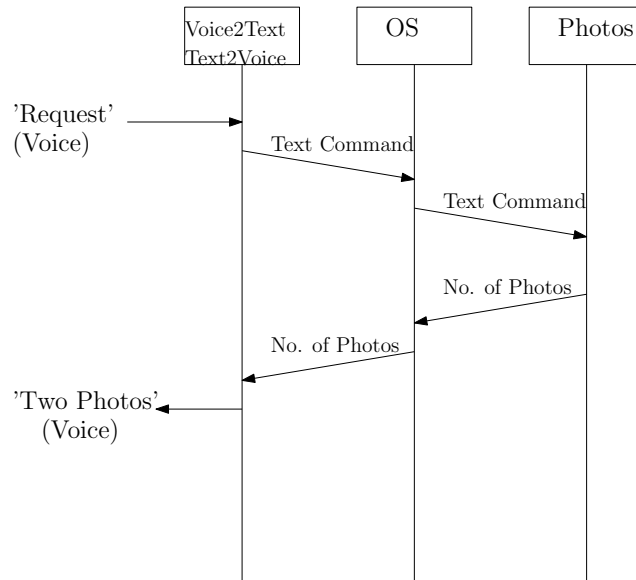 Voice2Text
Text2Voice
OS
Photos
'Request'
(Voice)
Text Command
Text Command
No. of Photos
No. of Photos
'Two Photos'
(Voice)